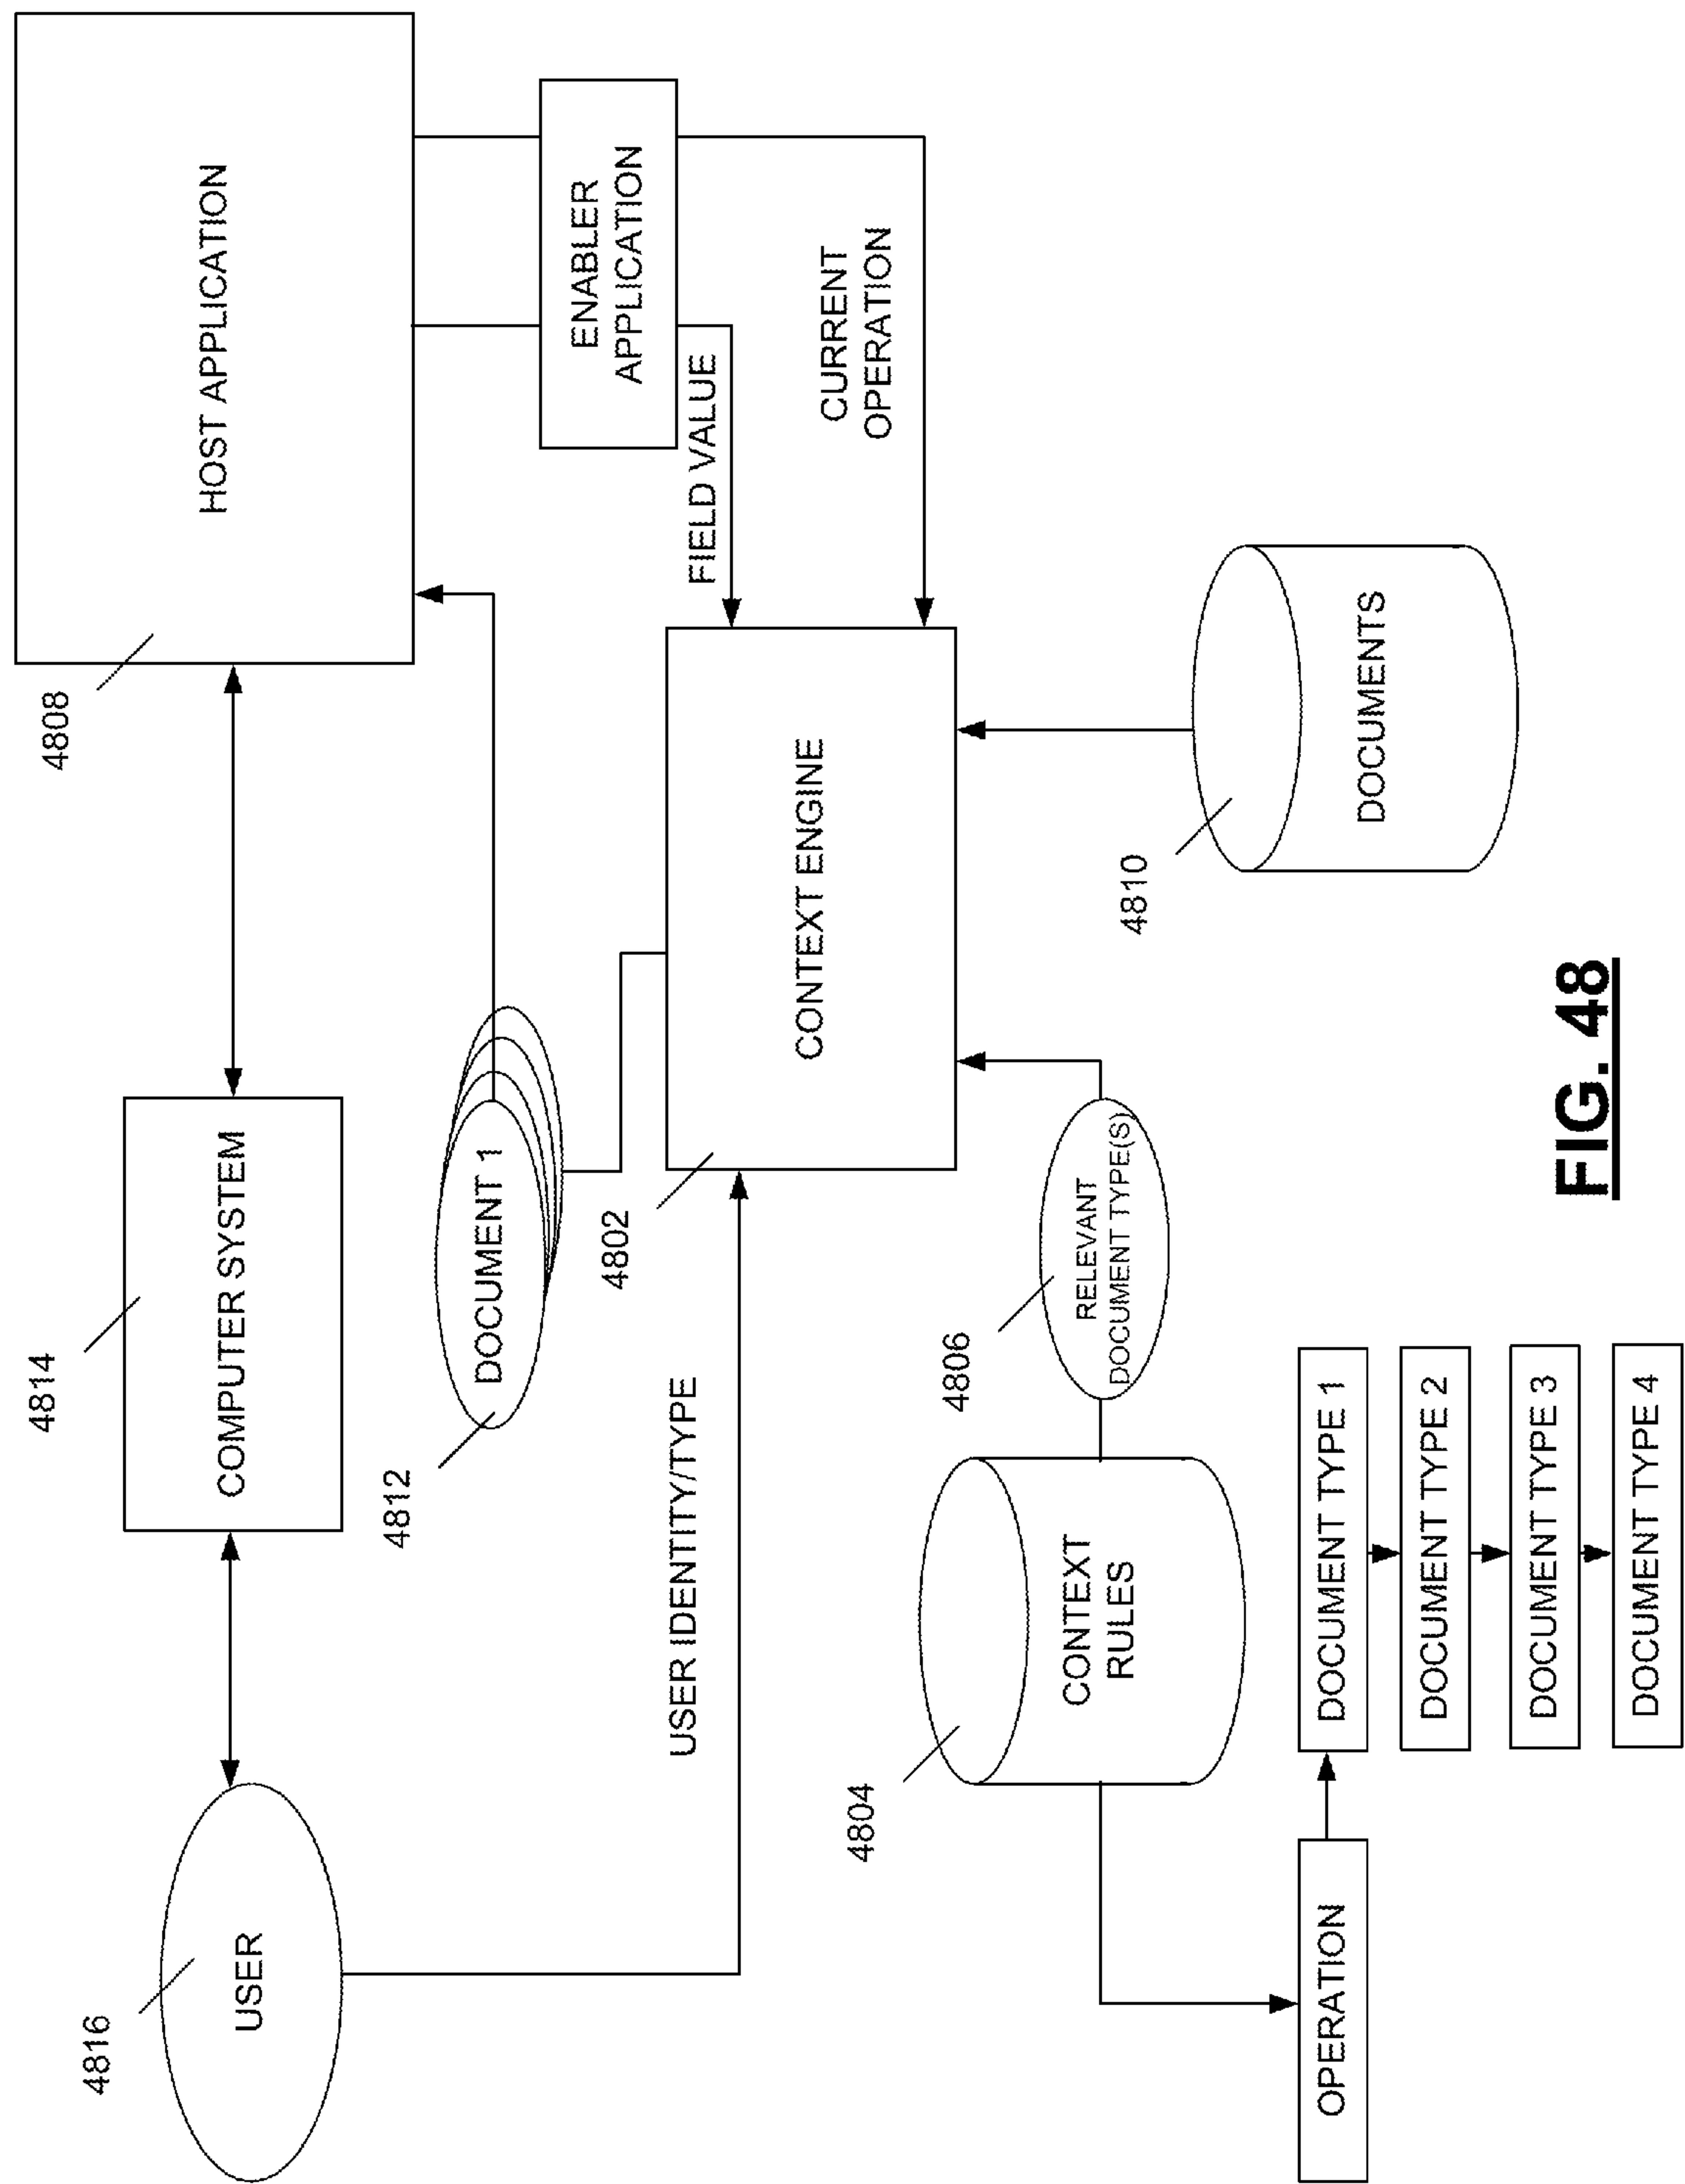 4816
USER
4814
COMPUTER SYSTEM
4808
HOST APPLICATION
4812
DOCUMENT 1
ENABLER
APPLICATION
USER IDENTITY/TYPE
4802
CONTEXT ENGINE
FIELD VALUE
CURRENT
OPERATION
4804
CONTEXT
RULES
4806
RELEVANT
DOCUMENT TYPE(S)
4810
DOCUMENTS
OPERATION
DOCUMENT TYPE 1
DOCUMENT TYPE 2
DOCUMENT TYPE 3
DOCUMENT TYPE 4
FIG. 48